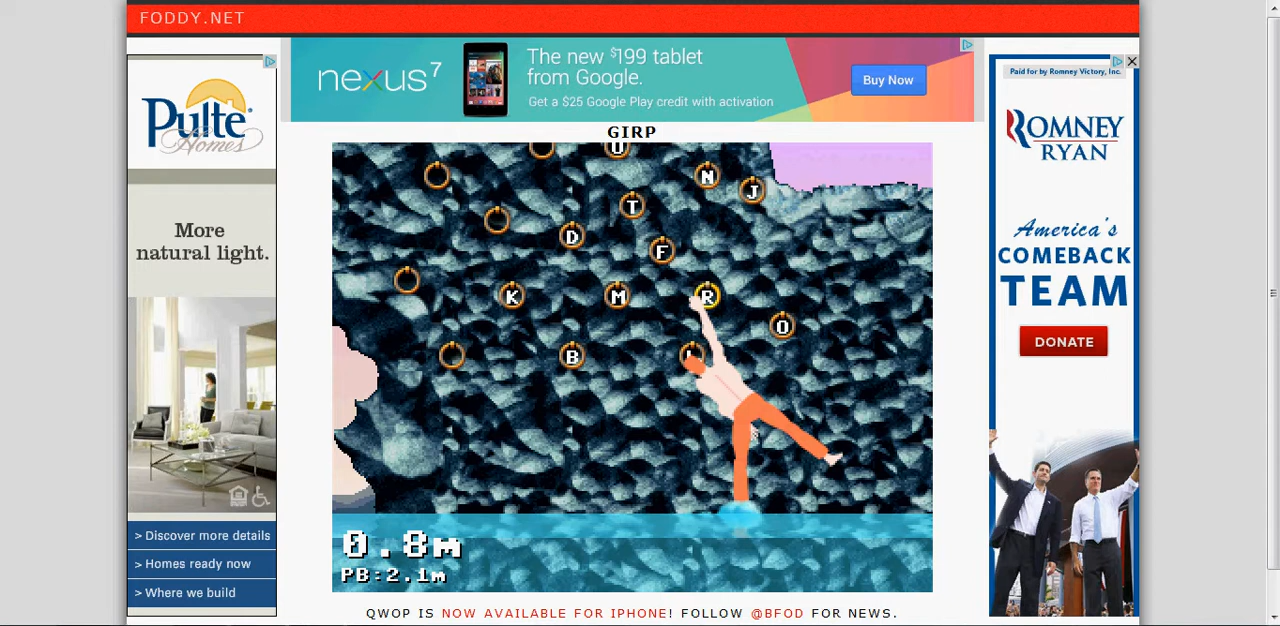 FODDY.NET
Pulte
Homes
More
natural light.
> Discover more details
> Homes ready now
> Where we build
nexus 7
The new $199 tablet
from Google.
Get a $25 Google Play credit with activation
Buy Now
GIRP
U
N
J
T
D
F
K
M
R
O
B
L
0.8m
PB:2.1m
QWOP IS NOW AVAILABLE FOR IPHONE! FOLLOW @BFOD FOR NEWS.
Paid for by Romney Victory, Inc.
ROMNEY
RYAN
America's
COMEBACK
TEAM
DONATE